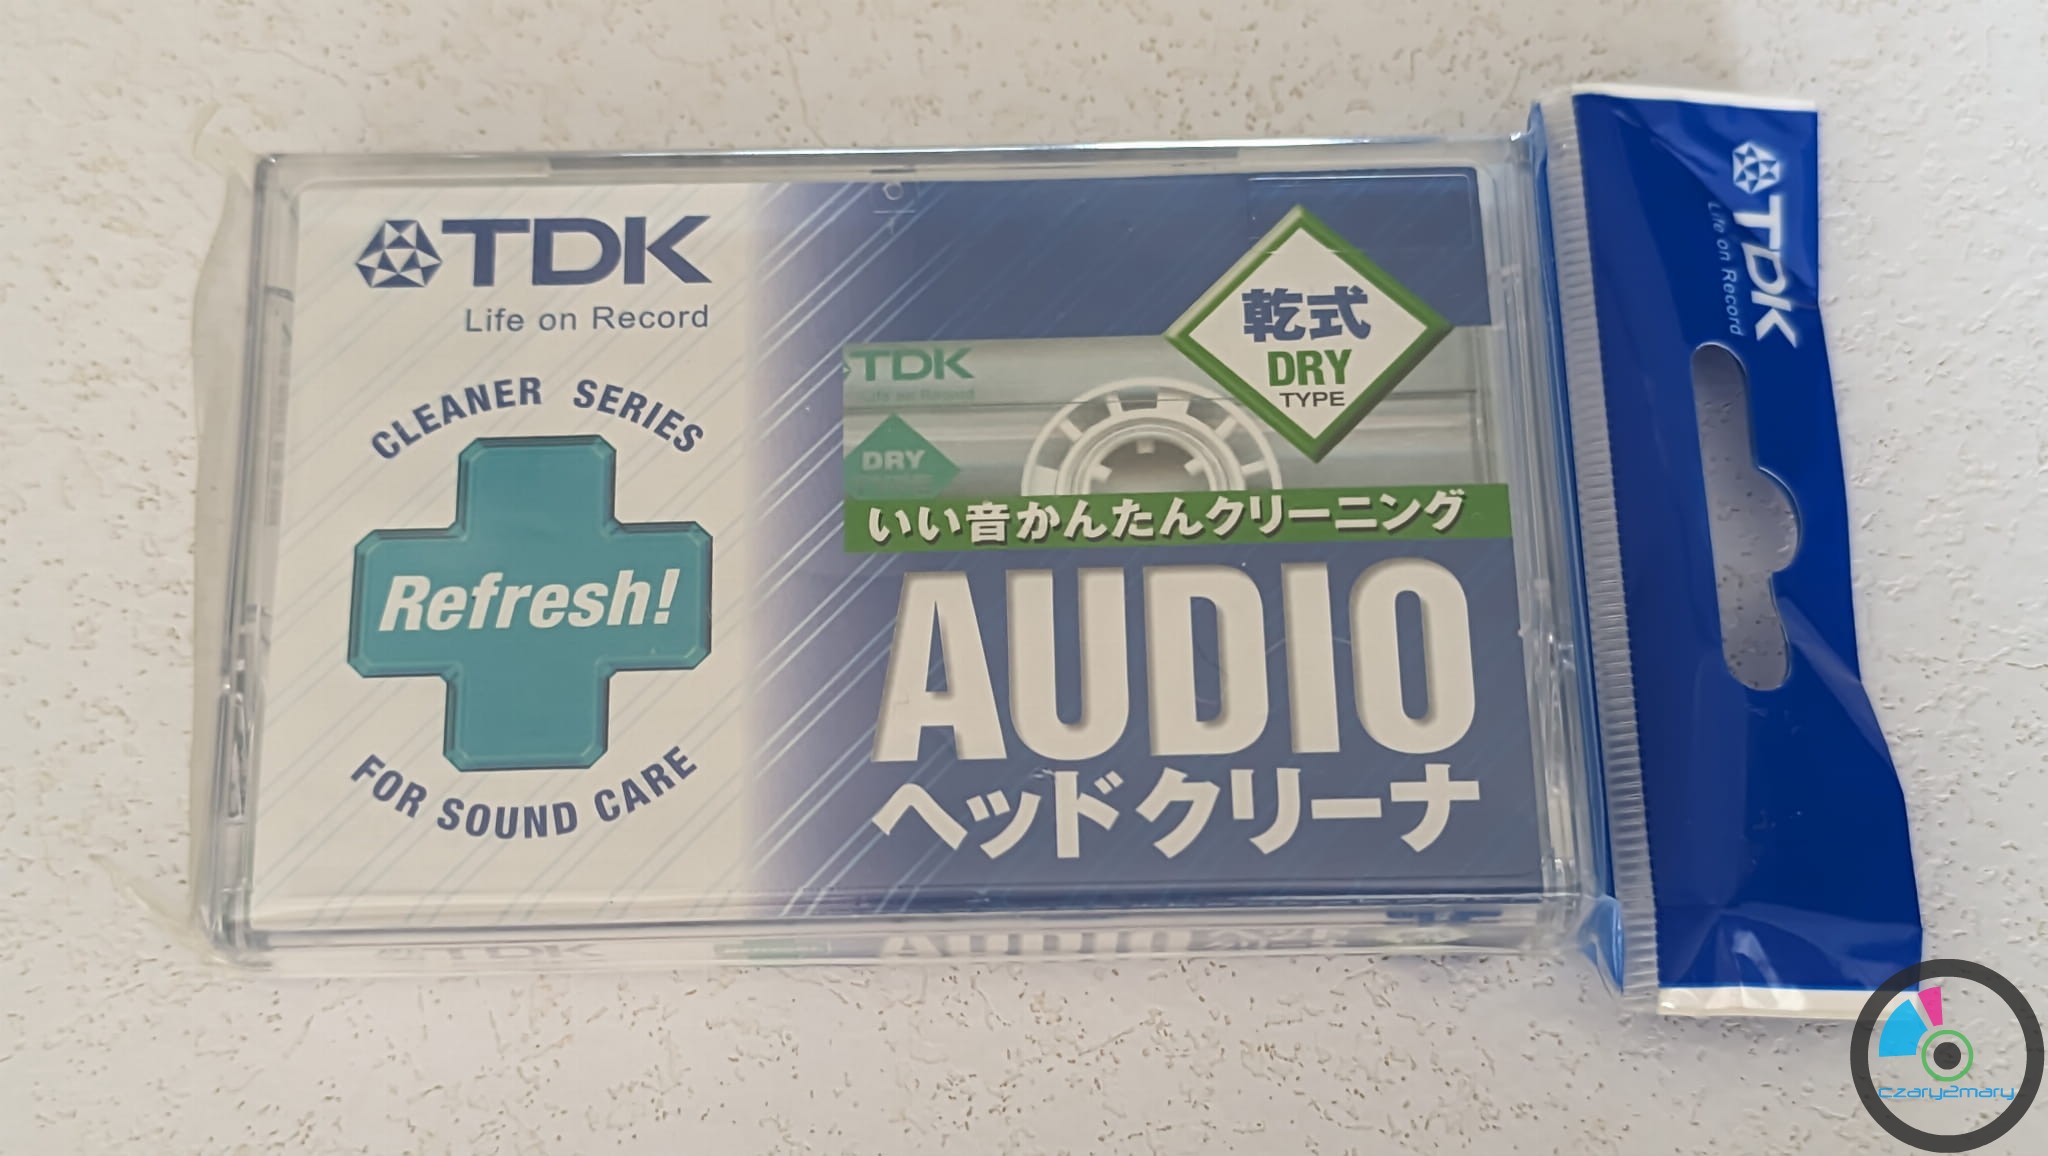 TDK
Life on Record
CLEANER SERIES
Refresh!
FOR SOUND CARE
乾式
DRY
TYPE
TDK
Life on Record
DRY
いい音かんたんクリーニング
AUDIO
ヘッドクリーナ
TDK
Life on Record
TDK
AUDIO
czary2mary